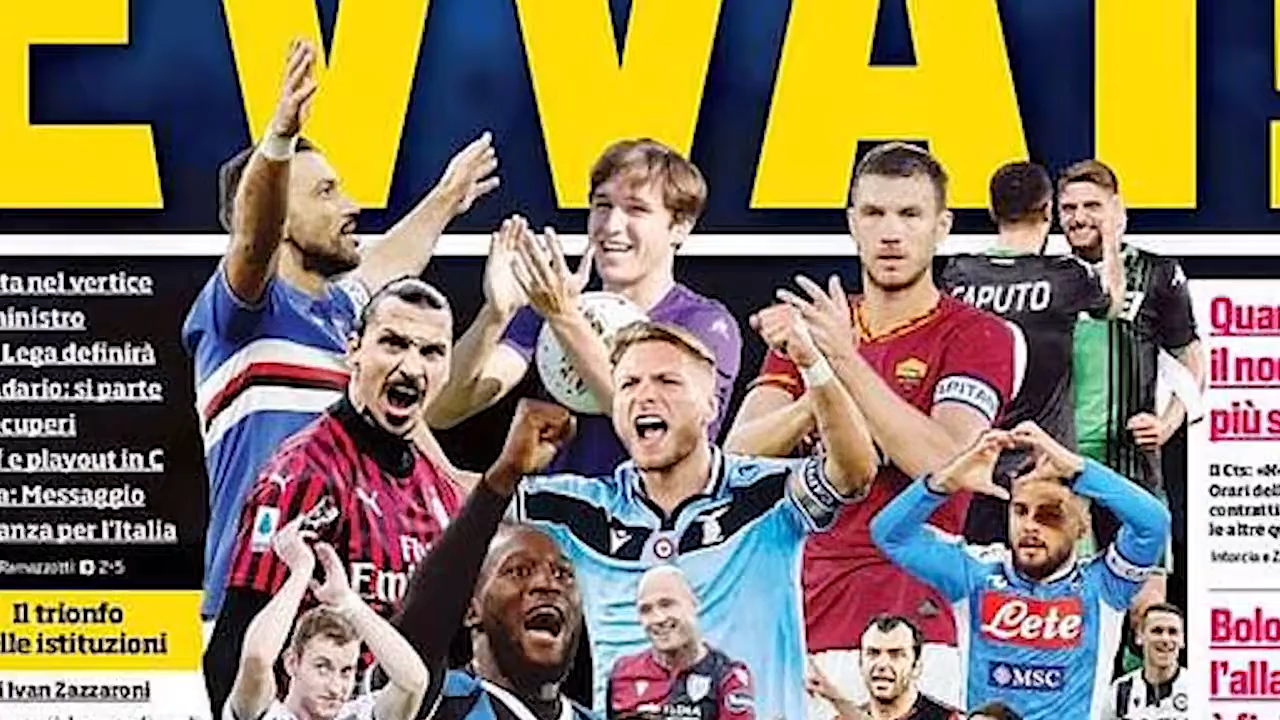 EVVAI!
ta nel vertice
ministro
Lega definirà
dario: si parte
cuperi
f e playout in C
a: Messaggio
anza per l'Italia
Ramazzotti 2-5
Il trionfo
lle istituzioni
i Ivan Zazzaroni
CAPUTO
Fly
Emi
Lete
MSC
Qua
il no
più s
Il Cts: «N
Orari del
contratti
le altre q
Intorcia e Z
Bolo
l'alla